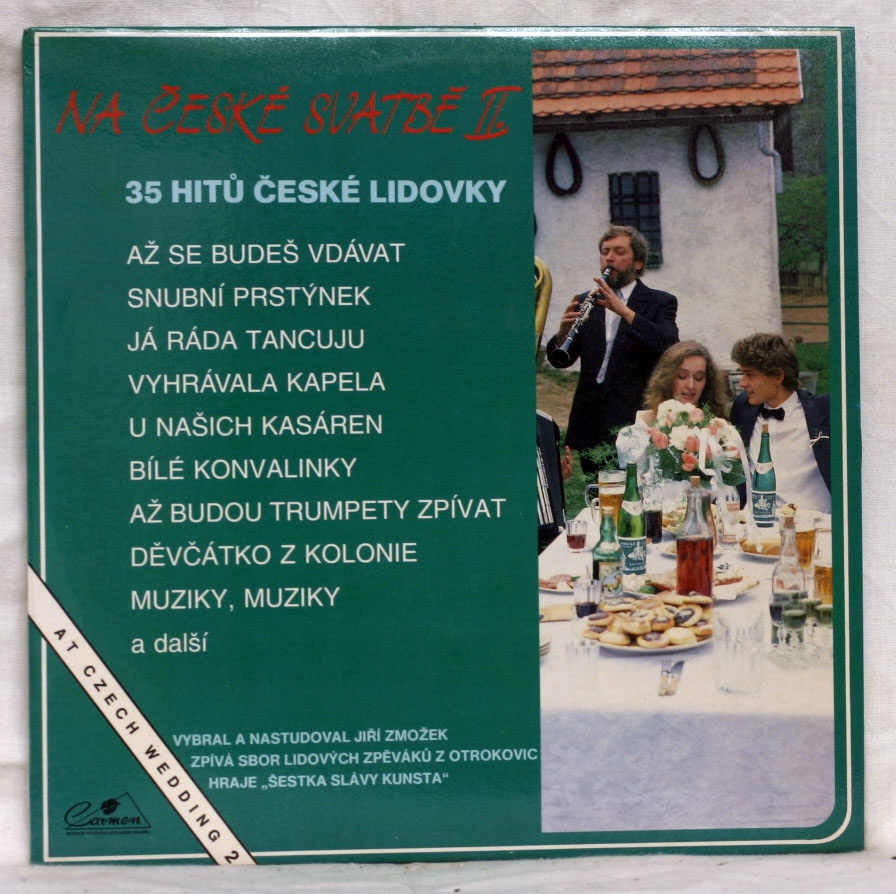 NA ČESKÉ SVATBĚ II.
35 HITŮ ČESKÉ LIDOVKY
AŽ SE BUDEŠ VDÁVAT
SNUBNÍ PRSTÝNEK
JÁ RÁDA TANCUJU
VYHRÁVALA KAPELA
U NAŠICH KASÁREN
BÍLÉ KONVALINKY
AŽ BUDOU TRUMPETY ZPÍVAT
DĚVČÁTKO Z KOLONIE
MUZIKY, MUZIKY
a další
AT CZECH WEDDING 2
VYBRAL A NASTUDOVAL JIŘÍ ZMOŽEK
ZPÍVÁ SBOR LIDOVÝCH ZPĚVÁKŮ Z OTROKOVIC
HRAJE „ŠESTKA SLÁVY KUNSTA“
Carmen